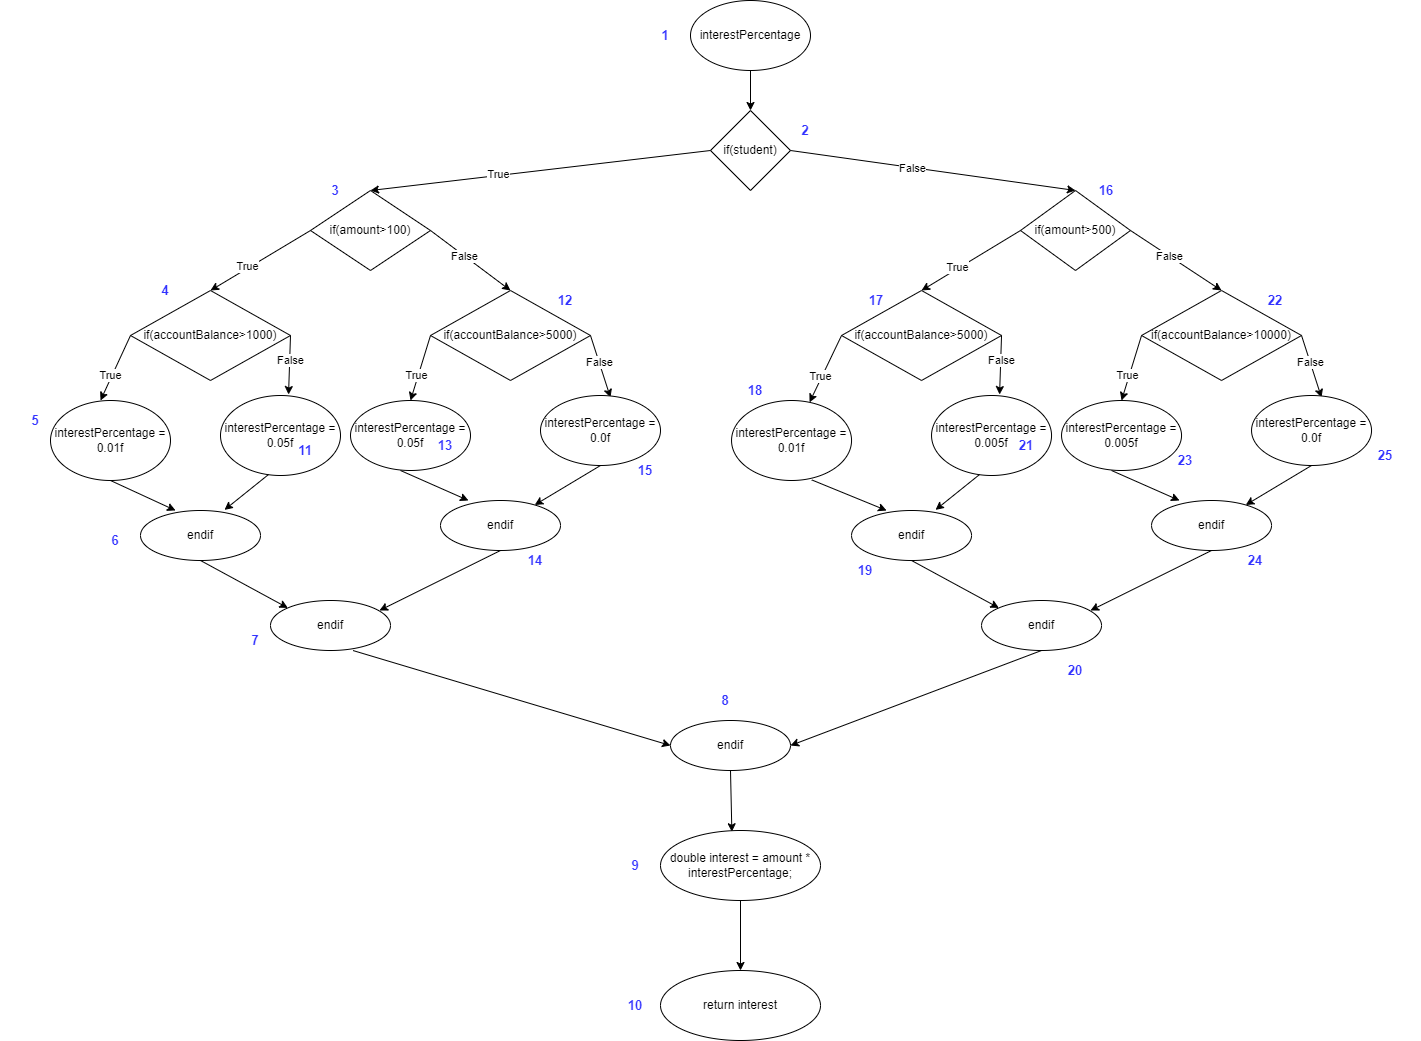 1
interestPercentage
2
if(student)
True
False
3
16
if(amount>100)
if(amount>500)
True
False
True
False
4
12
17
22
if(accountBalance>1000)
if(accountBalance>5000)
if(accountBalance>5000)
if(accountBalance>10000)
True
False
True
False
True
False
True
False
5
interestPercentage =
0.01f
interestPercentage =
0.05f
11
interestPercentage =
0.05f
13
interestPercentage =
0.0f
15
18
interestPercentage =
0.01f
interestPercentage =
0.005f
21
interestPercentage =
0.005f
23
interestPercentage =
0.0f
25
6
endif
endif
14
endif
19
endif
24
7
endif
endif
20
8
endif
9
double interest = amount *
interestPercentage;
10
return interest